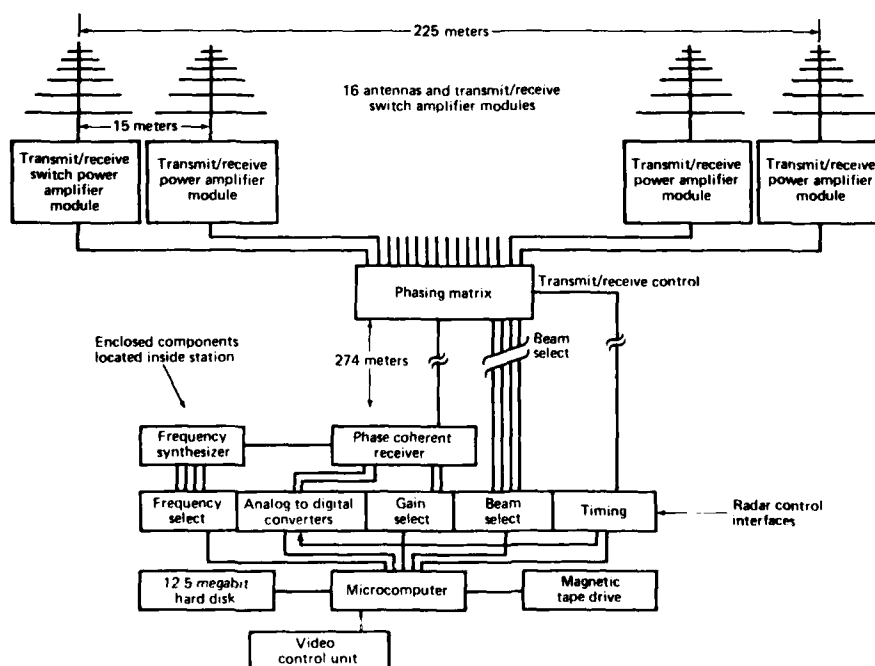 225 meters
16 antennas and transmit/receive
switch amplifier modules
15 meters
Transmit/receive
switch power
amplifier
module
Transmit/receive
power amplifier
module
Transmit/receive
power amplifier
module
Transmit/receive
power amplifier
module
Phasing matrix
Transmit/receive control
Enclosed components
located inside station
274 meters
Beam
select
Frequency
synthesizer
Phase coherent
receiver
Frequency
select
Analog to digital
converters
Gain
select
Beam
select
Timing
Radar control
interfaces
12 5 megabit
hard disk
Microcomputer
Magnetic
tape drive
Video
control unit